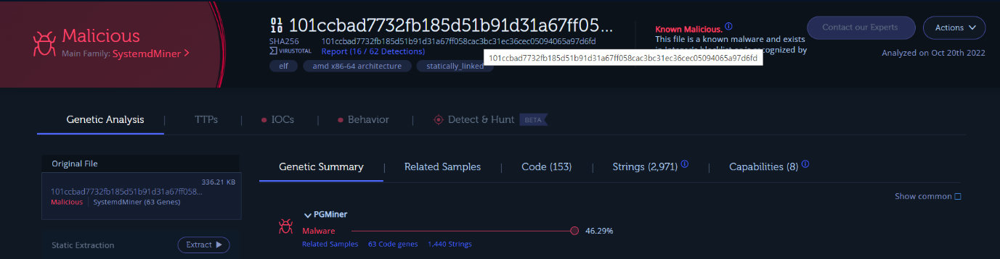 Malicious
Main Family: SystemdMiner
0110 101ccbad7732fb185d51b91d31a67ff05...
SHA256 101ccbad7732fb185d51b91d31a67ff058cac3bc31ec36cec05094065a97d6fd
VIRUSTOTAL Report (16 / 62 Detections)
elf amd x86-64 architecture statically_linked
Known Malicious.
This file is a known malware and exists
recognized by
101ccbad7732fb185d51b91d31a67ff058cac3bc31ec36cec05094065a97d6fd
Contact our Experts Actions
Analyzed on Oct 20th 2022
Genetic Analysis TTPs IOCs Behavior Detect & Hunt BETA
Original File
336.21 KB
101ccbad7732fb185d51b91d31a67ff058...
Malicious SystemdMiner (63 Genes)
Static Extraction Extract
Genetic Summary Related Samples Code (153) Strings (2,971) Capabilities (8)
Show common
PGMiner
Malware 46.29%
Related Samples 63 Code genes 1,440 Strings